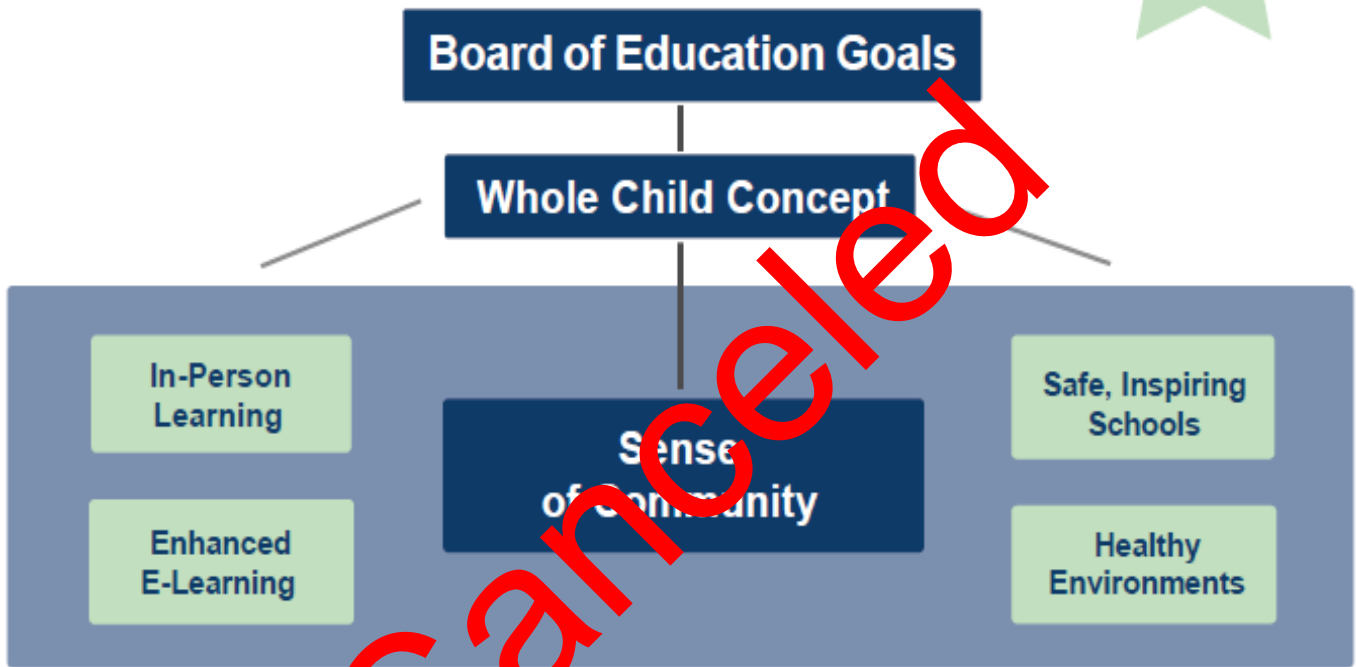 Board of Education Goals
Whole Child Concept
In-Person
Learning
Enhanced
E-Learning
Sense
of Community
Safe, Inspiring
Schools
Healthy
Environments
Canceled